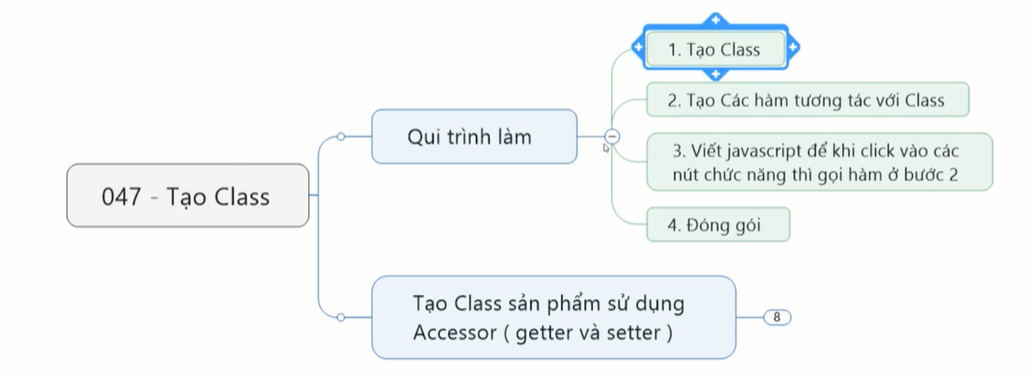 047 - Tạo Class
Qui trình làm
1. Tạo Class
2. Tạo Các hàm tương tác với Class
3. Viết javascript để khi click vào các
nút chức năng thì gọi hàm ở bước 2
4. Đóng gói
Tạo Class sản phẩm sử dụng
Accessor ( getter và setter )
8